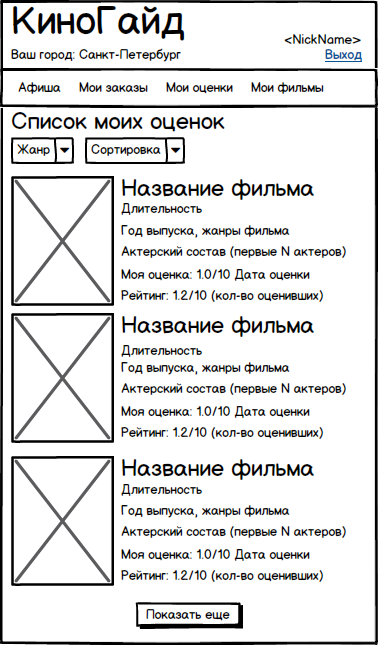 КиноГайд
<NickName>
Ваш город: Санкт-Петербург
Выход
Афиша Мои заказы Мои оценки Мои фильмы
Список моих оценок
Жанр Сортировка
Название фильма
Длительность
Год выпуска, жанры фильма
Актерский состав (первые N актеров)
Моя оценка: 1.0/10 Дата оценки
Рейтинг: 1.2/10 (кол-во оценивших)
Название фильма
Длительность
Год выпуска, жанры фильма
Актерский состав (первые N актеров)
Моя оценка: 1.0/10 Дата оценки
Рейтинг: 1.2/10 (кол-во оценивших)
Название фильма
Длительность
Год выпуска, жанры фильма
Актерский состав (первые N актеров)
Моя оценка: 1.0/10 Дата оценки
Рейтинг: 1.2/10 (кол-во оценивших)
Показать еще